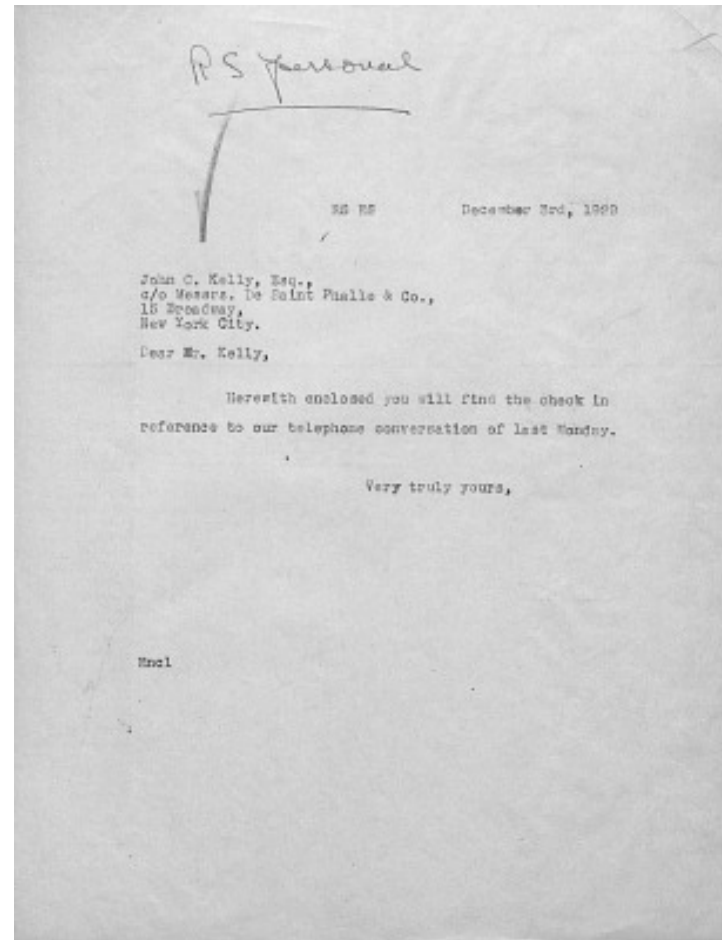 RS personal
RS RS December 3rd, 1929
John C. Kelly, Esq.,
c/o Messrs. De Saint Phalle & Co.,
15 Broadway,
New York City.
Dear Mr. Kelly,
Herewith enclosed you will find the check in
reference to our telephone conversation of last Monday.
Very truly yours,
Encl